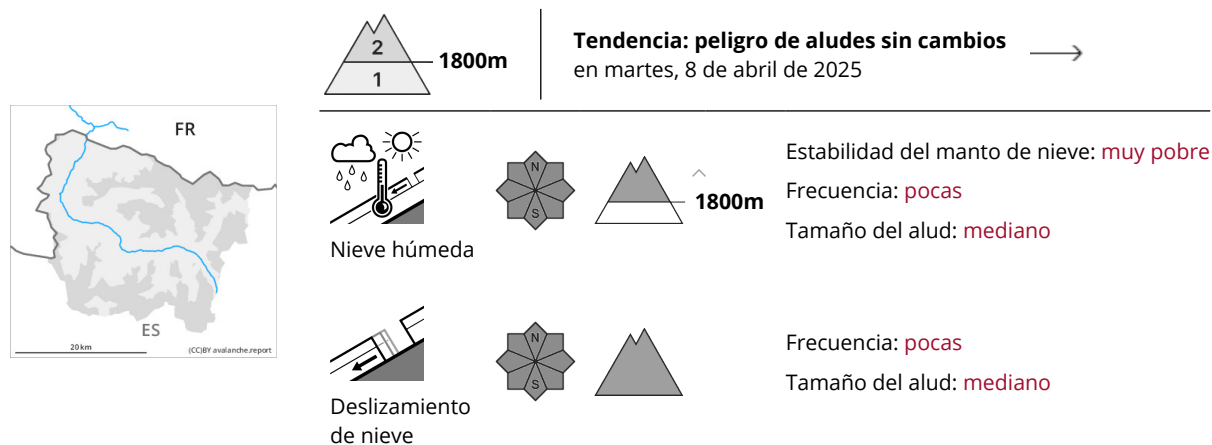 2
1
1800m
Tendencia: peligro de aludes sin cambios
en martes, 8 de abril de 2025
FR
ES
20 km
(CC)BY avalanche.report
N
S
1800m
Nieve húmeda
Estabilidad del manto de nieve: muy pobre
Frecuencia: pocas
Tamaño del alud: mediano
N
S
Deslizamiento
de nieve
Frecuencia: pocas
Tamaño del alud: mediano